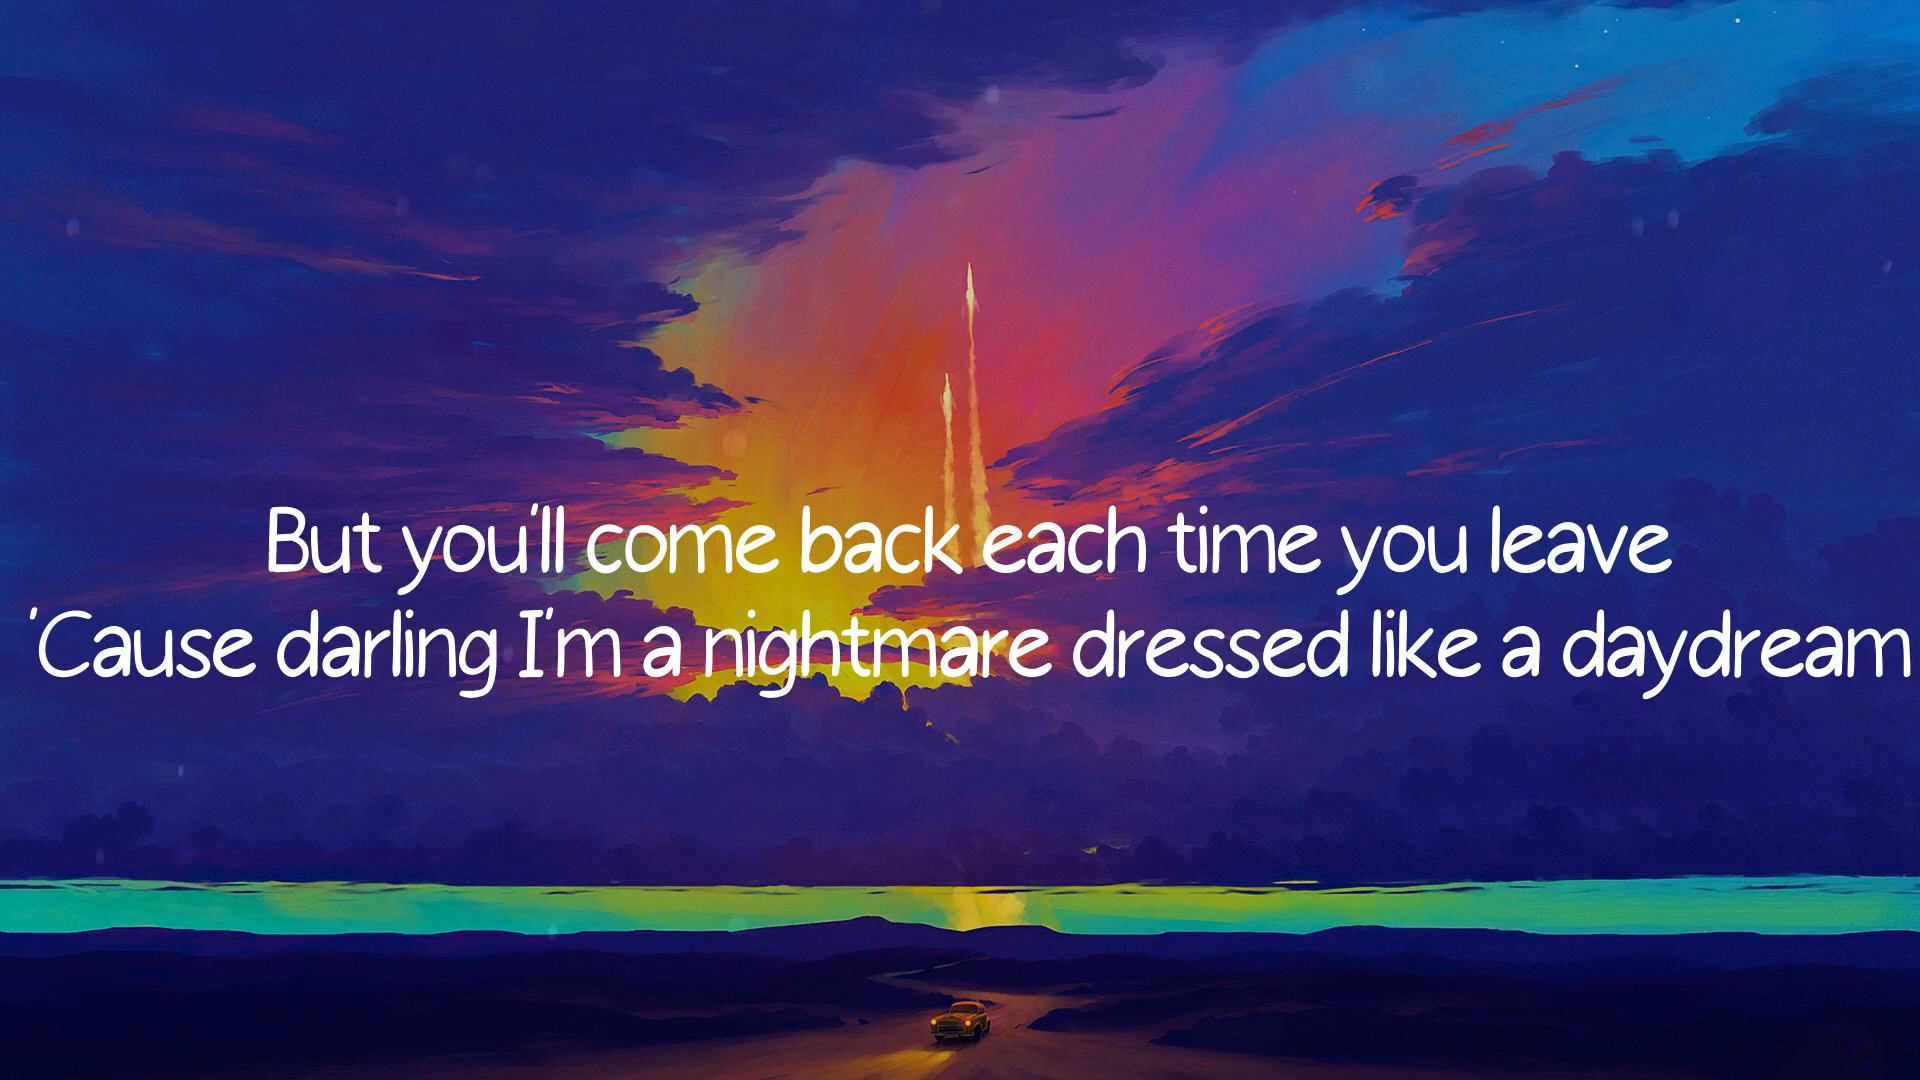 But you'll come back each time you leave
'Cause darling I'm a nightmare dressed like a daydream